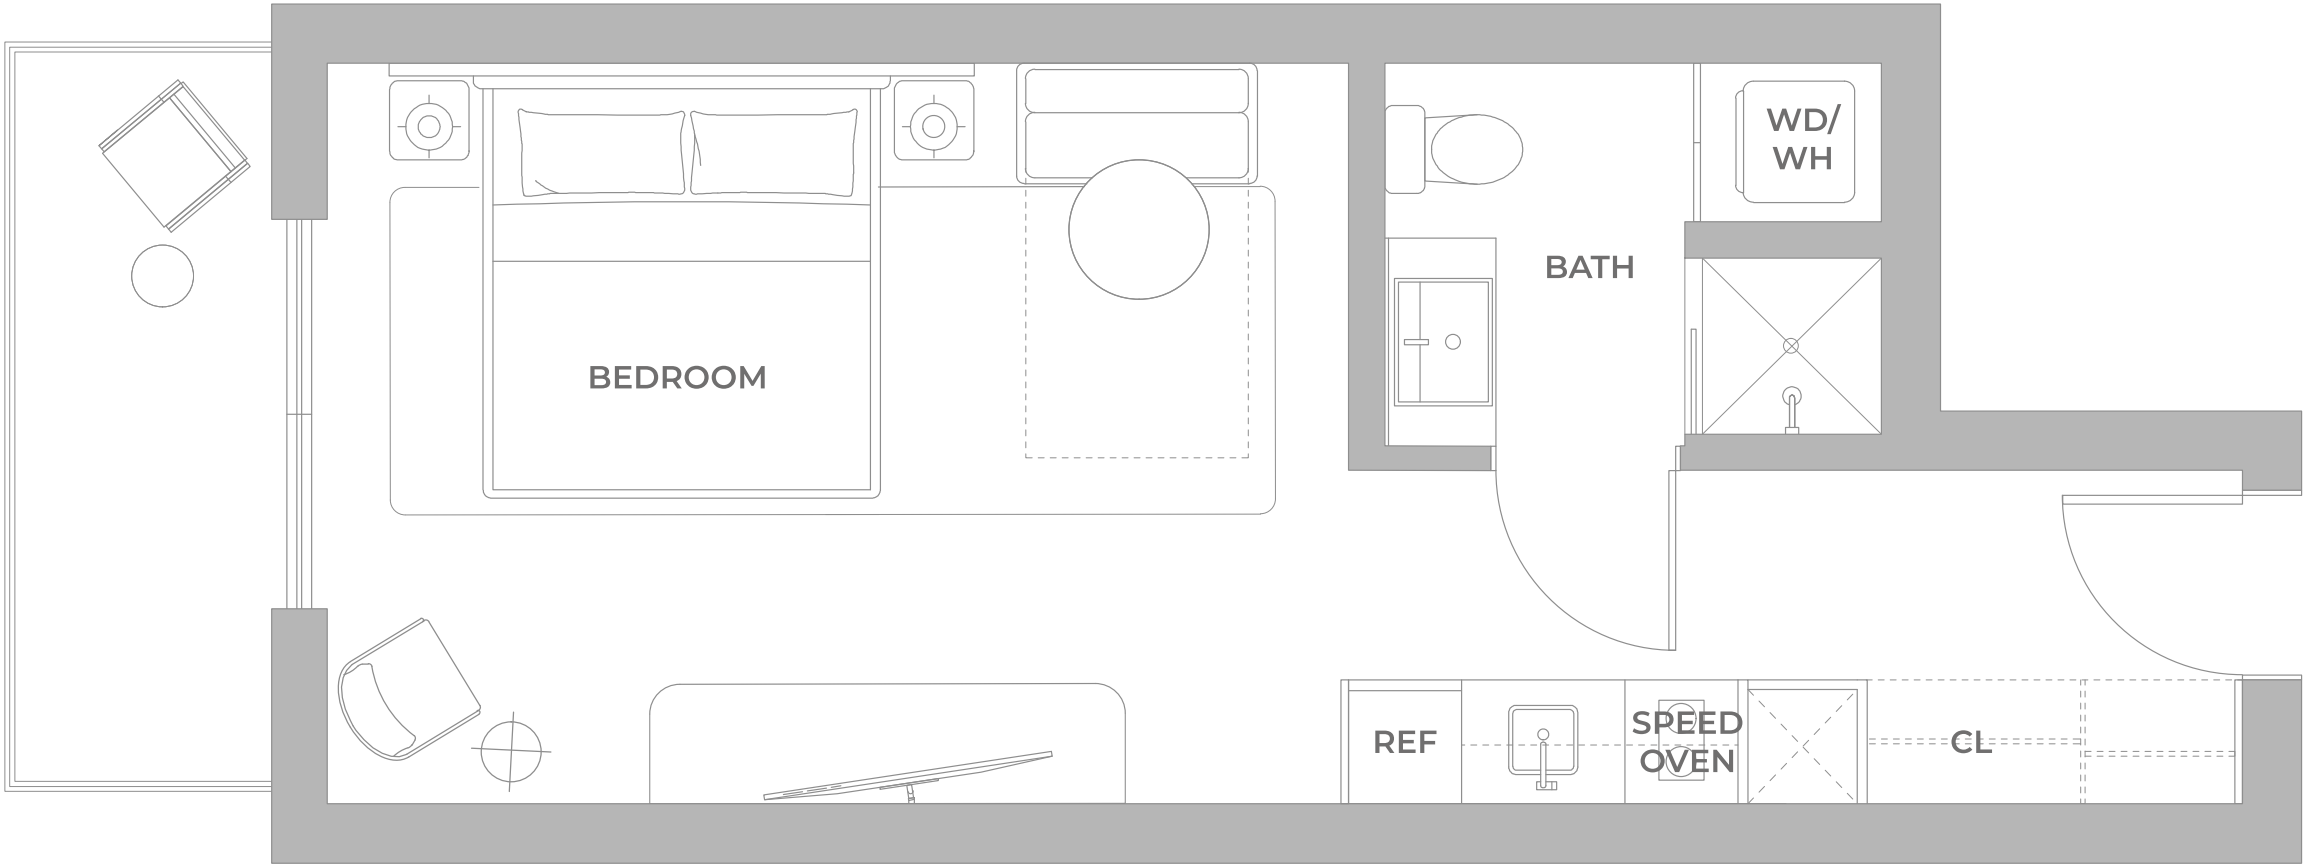 WD/
WH
BATH
BEDROOM
REF
SPEED
OVEN
CL